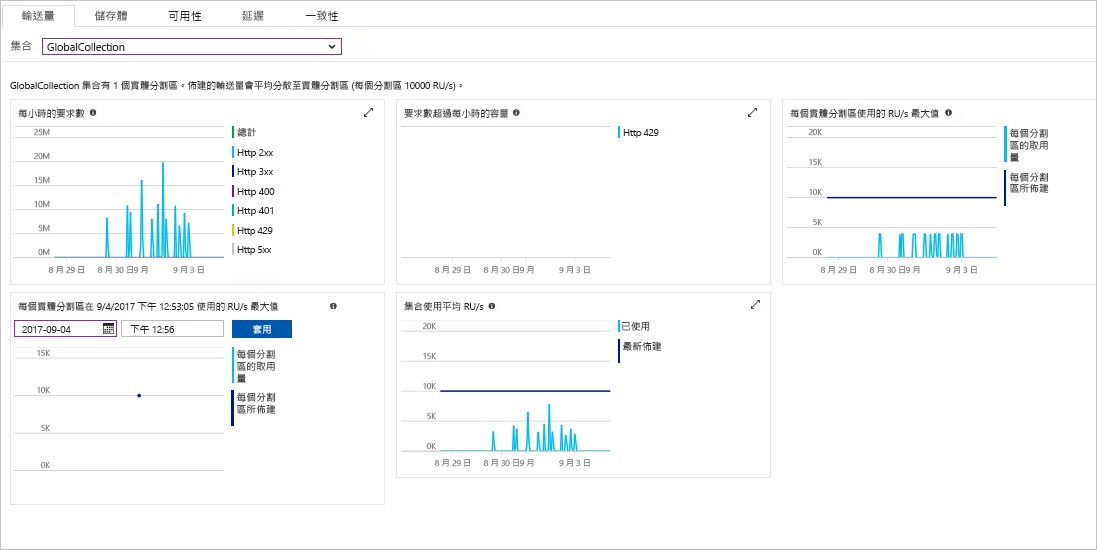 輸送量 儲存體 可用性 延遲 一致性
集合 GlobalCollection
GlobalCollection 集合有 1 個實體分割區。佈建的輸送量會平均分散至實體分割區 (每個分割區 10000 RU/s)。
每小時的要求數
25M
20M
15M
10M
5M
0M
8 月 29 日 8 月 30 日9 月 9 月 3 日
總計
Http 2xx
Http 3xx
Http 400
Http 401
Http 429
Http 5xx
要求數超過每小時的容量
Http 429
8 月 29 日 8 月 30 日9 月 9 月 3 日
每個實體分割區使用的 RU/s 最大值
20K
15K
10K
5K
0K
8 月 29 日 8 月 30 日9 月 9 月 3 日
每個分割
區的取用
量
每個分割
區所佈建
每個實體分割區在 9/4/2017 下午 12:53:05 使用的 RU/s 最大值
2017-09-04 下午 12:56 套用
15K
10K
5K
0K
每個分割
區的取用
量
每個分割
區所佈建
集合使用平均 RU/s
20K
15K
10K
5K
0K
8 月 29 日 8 月 30 日9 月 9 月 3 日
已使用
最新佈建